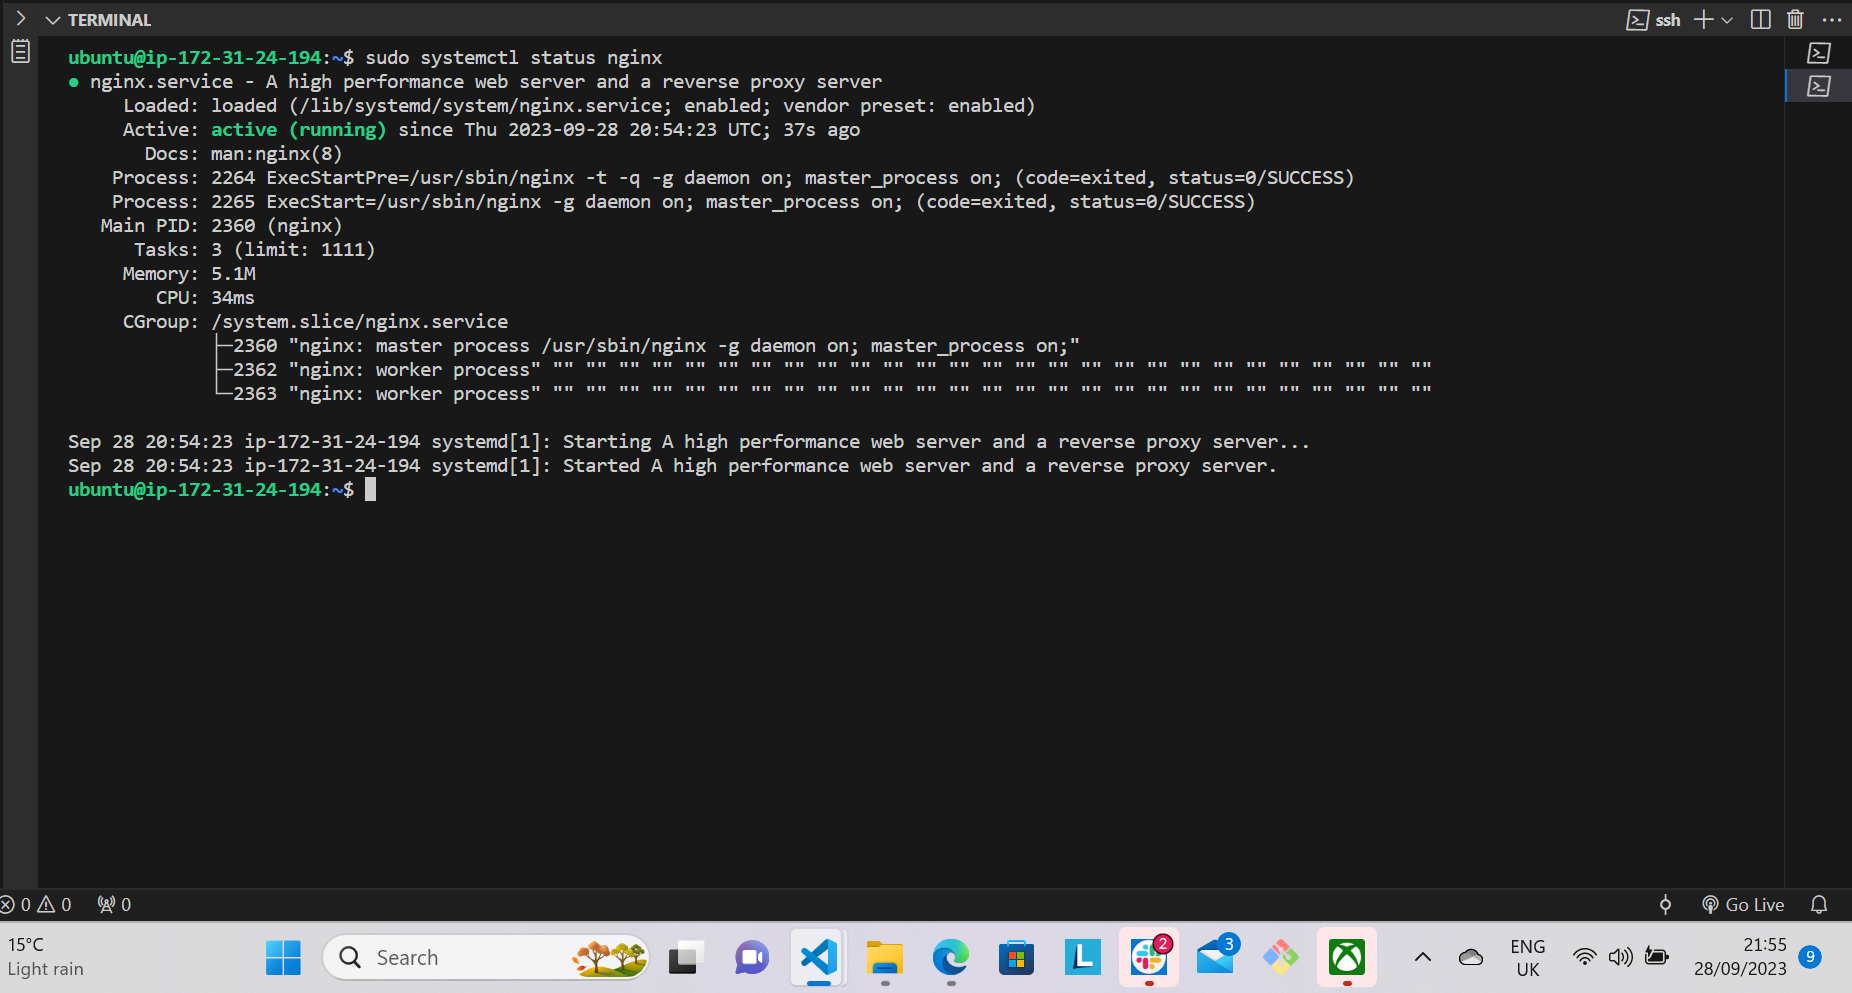 TERMINAL
ssh
ubuntu@ip-172-31-24-194:~$ sudo systemctl status nginx
● nginx.service - A high performance web server and a reverse proxy server
Loaded: loaded (/lib/systemd/system/nginx.service; enabled; vendor preset: enabled)
Active: active (running) since Thu 2023-09-28 20:54:23 UTC; 37s ago
Docs: man:nginx(8)
Process: 2264 ExecStartPre=/usr/sbin/nginx -t -q -g daemon on; master_process on; (code=exited, status=0/SUCCESS)
Process: 2265 ExecStart=/usr/sbin/nginx -g daemon on; master_process on; (code=exited, status=0/SUCCESS)
Main PID: 2360 (nginx)
Tasks: 3 (limit: 1111)
Memory: 5.1M
CPU: 34ms
CGroup: /system.slice/nginx.service
├─2360 "nginx: master process /usr/sbin/nginx -g daemon on; master_process on;"
├─2362 "nginx: worker process" "" "" "" "" "" "" "" "" "" "" "" "" "" "" "" "" "" "" "" "" "" "" "" "" "" "" ""
└─2363 "nginx: worker process" "" "" "" "" "" "" "" "" "" "" "" "" "" "" "" "" "" "" "" "" "" "" "" "" "" "" ""
Sep 28 20:54:23 ip-172-31-24-194 systemd[1]: Starting A high performance web server and a reverse proxy server...
Sep 28 20:54:23 ip-172-31-24-194 systemd[1]: Started A high performance web server and a reverse proxy server.
ubuntu@ip-172-31-24-194:~$
0 0 0
Go Live
15°C
Light rain
Search
L
2
3
ENG
UK
21:55
28/09/2023
9